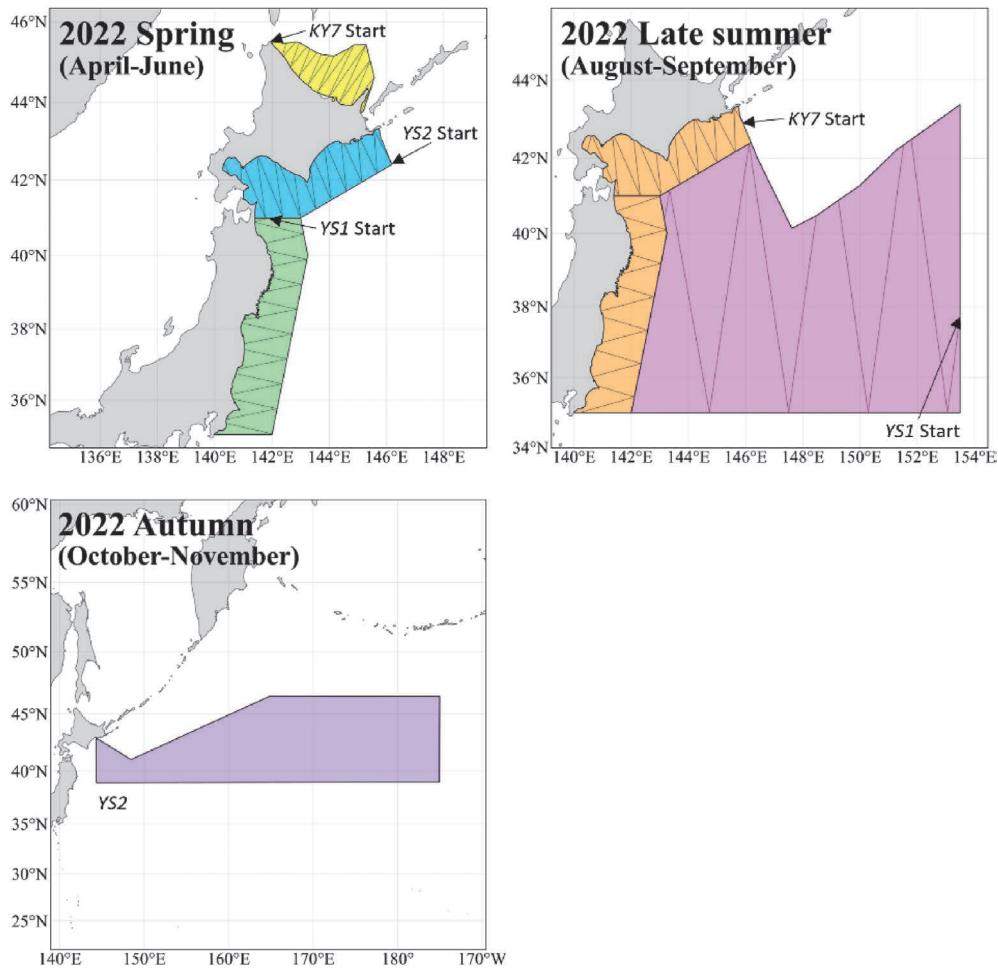 2022 Spring
(April-June)
KY7 Start
YS2 Start
YS1 Start
46°N
44°N
42°N
40°N
38°N
36°N
136°E
138°E
140°E
142°E
144°E
146°E
148°E
2022 Late summer
(August-September)
KY7 Start
YS1 Start
44°N
42°N
40°N
38°N
36°N
34°N
140°E
142°E
144°E
146°E
148°E
150°E
152°E
154°E
2022 Autumn
(October-November)
YS2
60°N
55°N
50°N
45°N
40°N
35°N
30°N
25°N
140°E
150°E
160°E
170°E
180°
170°W